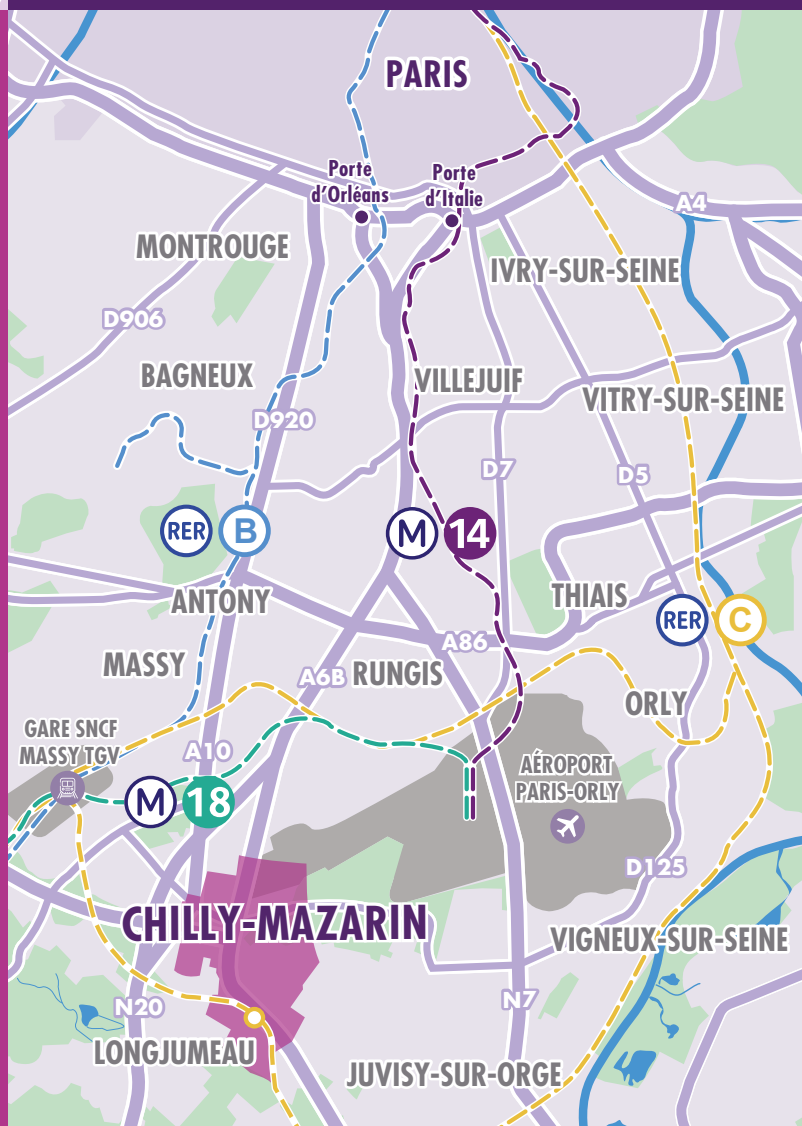 PARIS
Porte
d'Orléans
Porte
d'Italie
A4
MONTROUGE
IVRY-SUR-SEINE
D906
BAGNEUX
VILLEJUIF
VITRY-SUR-SEINE
D920
D7
D5
RER B
M 14
ANTONY
THIAIS
RER C
A86
MASSY
A6B
RUNGIS
ORLY
GARE SNCF
MASSY TGV
A10
AÉROPORT
PARIS-ORLY
M 18
D125
CHILLY-MAZARIN
VIGNEUX-SUR-SEINE
N20
N7
LONGJUMEAU
JUVISY-SUR-ORGE